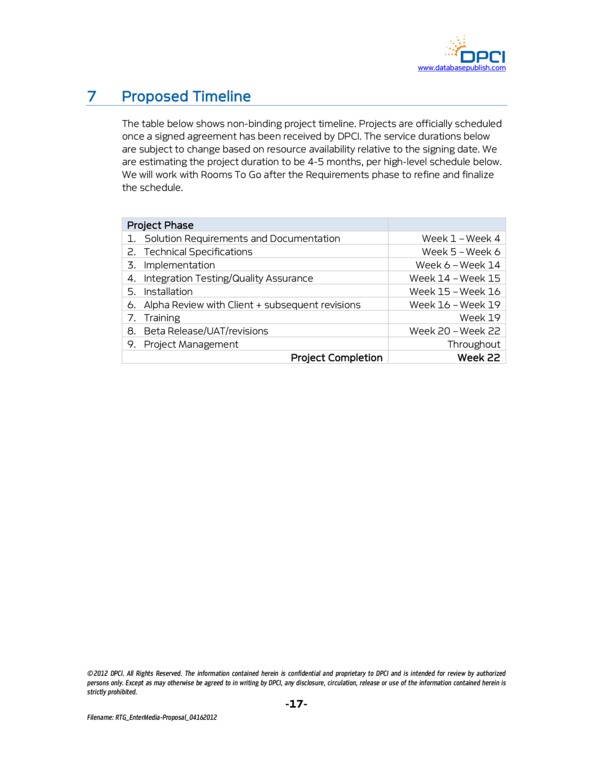 DPCI
www.databasepublish.com
7 Proposed Timeline
The table below shows non-binding project timeline. Projects are officially scheduled
once a signed agreement has been received by DPCI. The service durations below
are subject to change based on resource availability relative to the signing date. We
are estimating the project duration to be 4-5 months, per high-level schedule below.
We will work with Rooms To Go after the Requirements phase to refine and finalize
the schedule.
Project Phase
1. Solution Requirements and Documentation Week 1 – Week 4
2. Technical Specifications Week 5 – Week 6
3. Implementation Week 6 – Week 14
4. Integration Testing/Quality Assurance Week 14 – Week 15
5. Installation Week 15 – Week 16
6. Alpha Review with Client + subsequent revisions Week 16 – Week 19
7. Training Week 19
8. Beta Release/UAT/revisions Week 20 – Week 22
9. Project Management Throughout
Project Completion Week 22
©2012 DPCI. All Rights Reserved. The information contained herein is confidential and proprietary to DPCI and is intended for review by authorized
persons only. Except as may otherwise be agreed to in writing by DPCI, any disclosure, circulation, release or use of the information contained herein is
strictly prohibited.
-17-
Filename: RTG_EnterMedia-Proposal_04162012